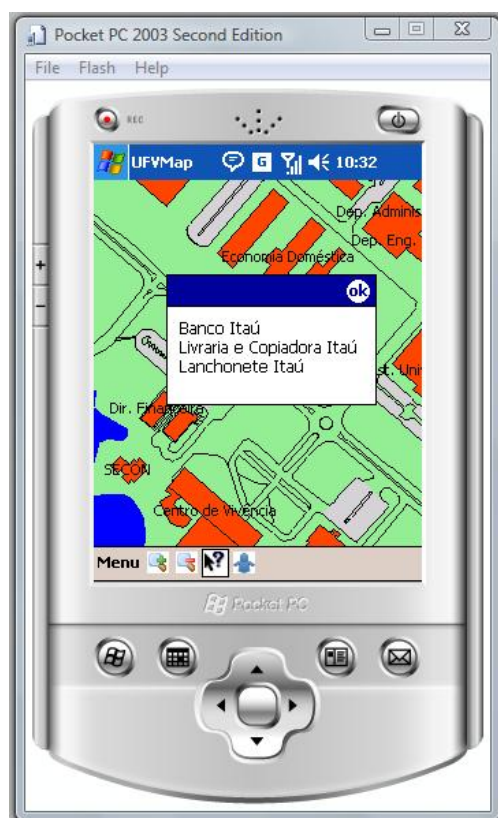 Pocket PC 2003 Second Edition
File Flash Help
REC
UFVMap G 10:32
Dep. Adminis
Dep. Eng.
Economia Doméstica
ok
Banco Itaú
Livraria e Copiadora Itaú
Lanchonete Itaú
Dir. Financeira
SECON
Centro de Vivência
Menu
Pocket PC